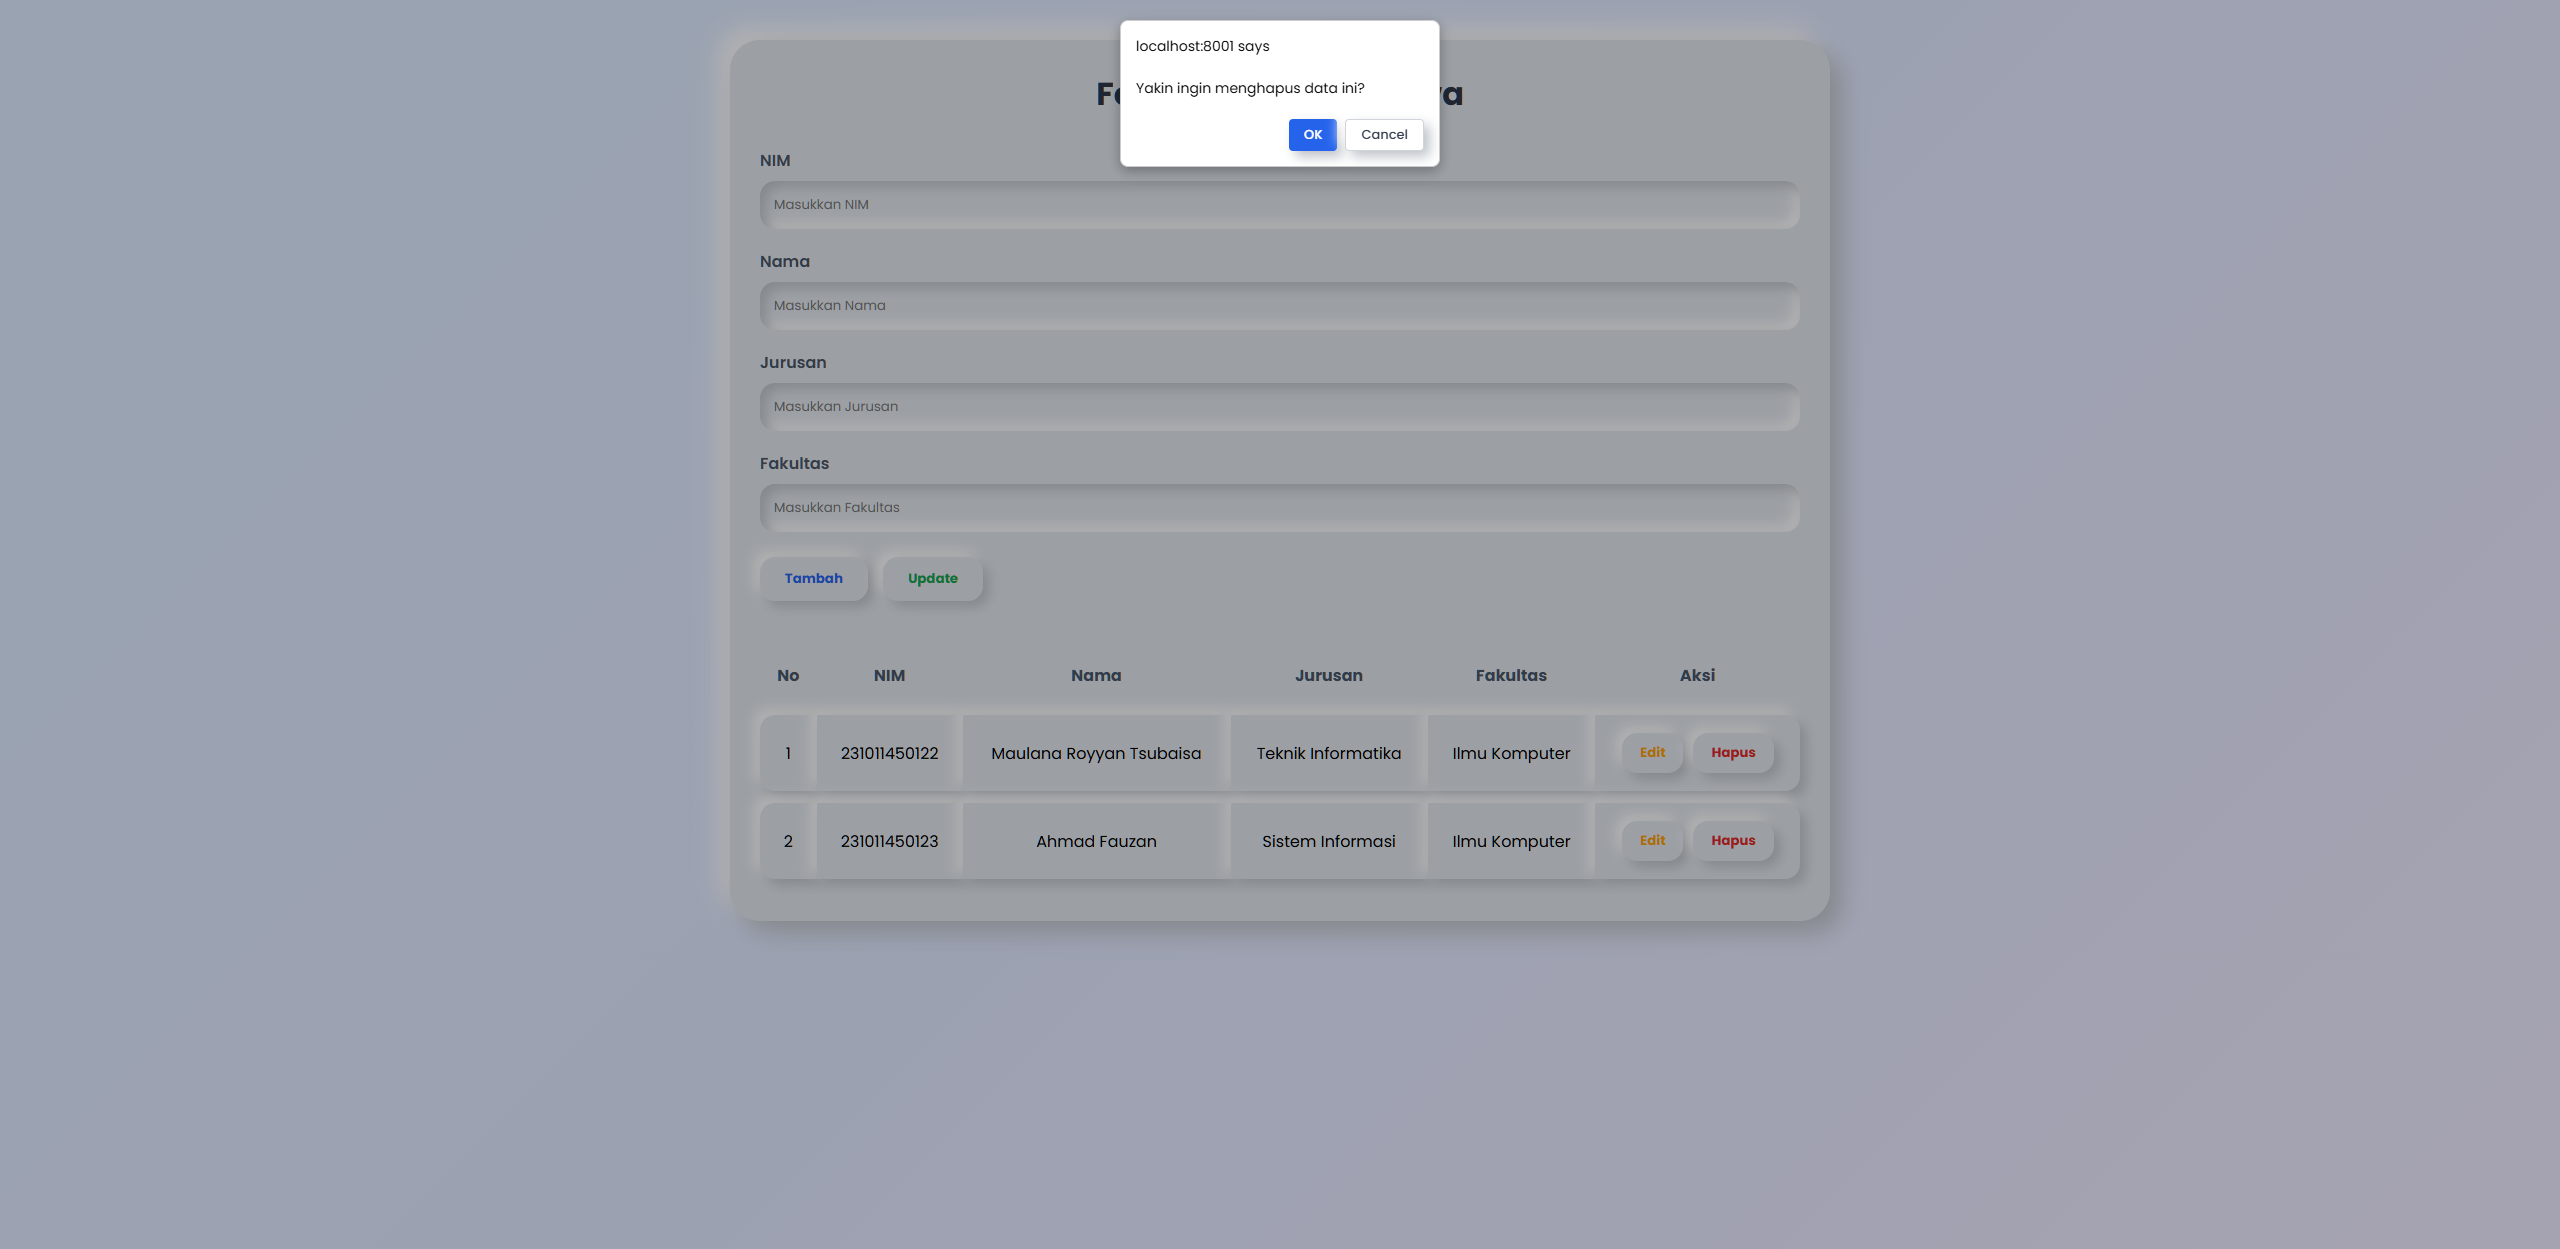 localhost:8001 says
Yakin ingin menghapus data ini?
OK Cancel
NIM
Masukkan NIM
Nama
Masukkan Nama
Jurusan
Masukkan Jurusan
Fakultas
Masukkan Fakultas
Tambah Update
No NIM Nama Jurusan Fakultas Aksi
1 231011450122 Maulana Royyan Tsubaisa Teknik Informatika Ilmu Komputer Edit Hapus
2 231011450123 Ahmad Fauzan Sistem Informasi Ilmu Komputer Edit Hapus